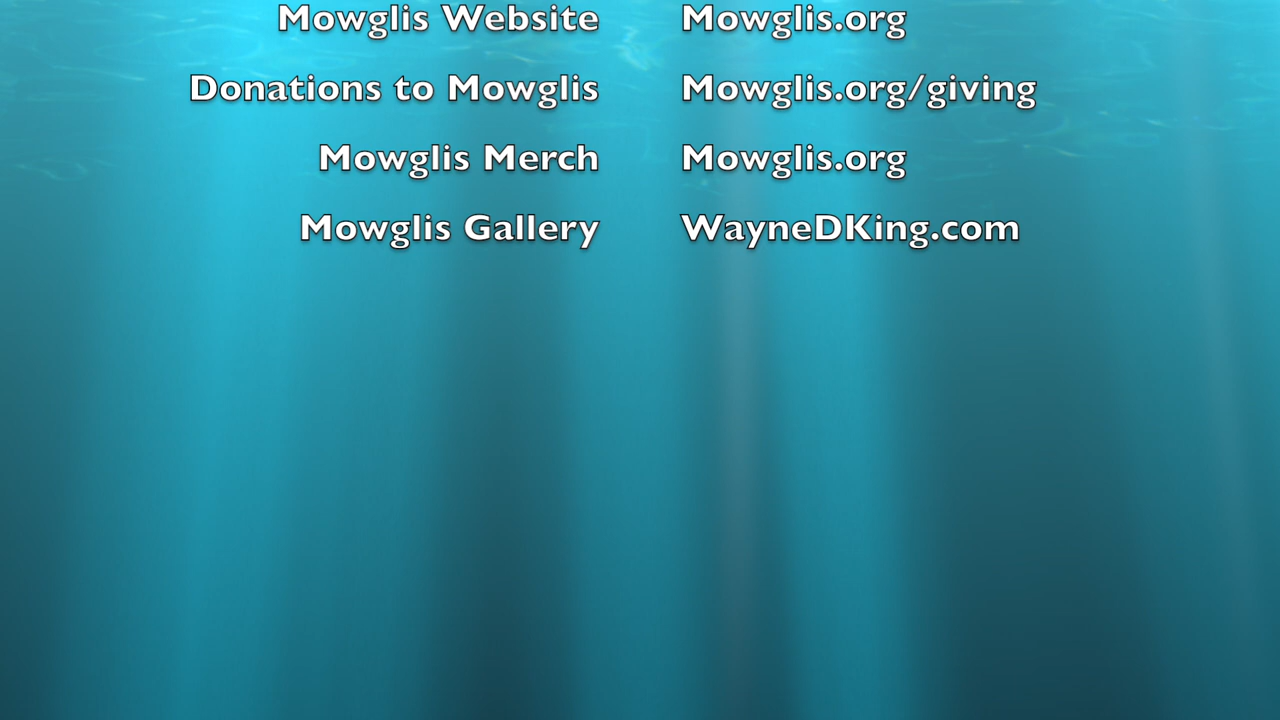 Mowglis Website Mowglis.org
Donations to Mowglis Mowglis.org/giving
Mowglis Merch Mowglis.org
Mowglis Gallery WayneDKing.com